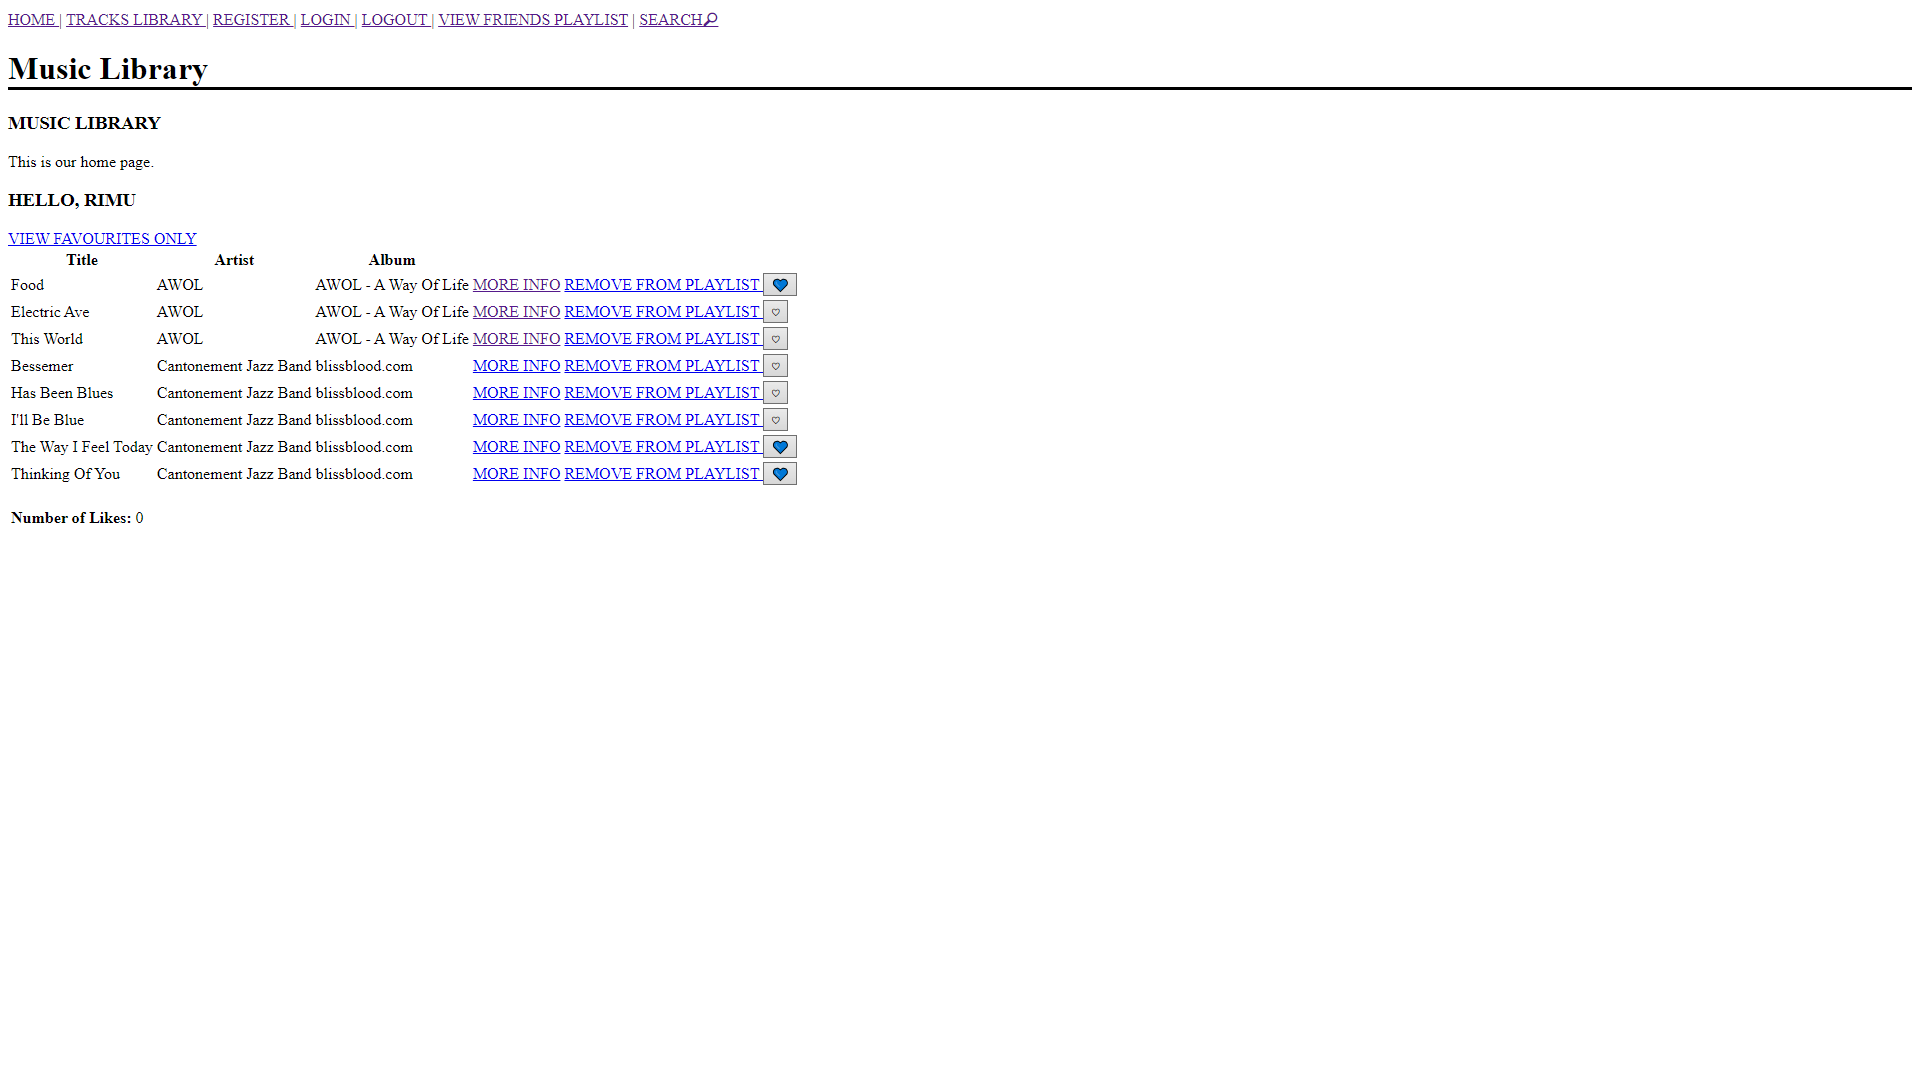 HOME | TRACKS LIBRARY | REGISTER | LOGIN | LOGOUT | VIEW FRIENDS PLAYLIST | SEARCH🔎
Music Library
MUSIC LIBRARY
This is our home page.
HELLO, RIMU
VIEW FAVOURITES ONLY
Title Artist Album
Food AWOL AWOL - A Way Of Life MORE INFO REMOVE FROM PLAYLIST 💙
Electric Ave AWOL AWOL - A Way Of Life MORE INFO REMOVE FROM PLAYLIST ♡
This World AWOL AWOL - A Way Of Life MORE INFO REMOVE FROM PLAYLIST ♡
Bessemer Cantonement Jazz Band blissblood.com MORE INFO REMOVE FROM PLAYLIST ♡
Has Been Blues Cantonement Jazz Band blissblood.com MORE INFO REMOVE FROM PLAYLIST ♡
I'll Be Blue Cantonement Jazz Band blissblood.com MORE INFO REMOVE FROM PLAYLIST ♡
The Way I Feel Today Cantonement Jazz Band blissblood.com MORE INFO REMOVE FROM PLAYLIST 💙
Thinking Of You Cantonement Jazz Band blissblood.com MORE INFO REMOVE FROM PLAYLIST 💙
Number of Likes: 0